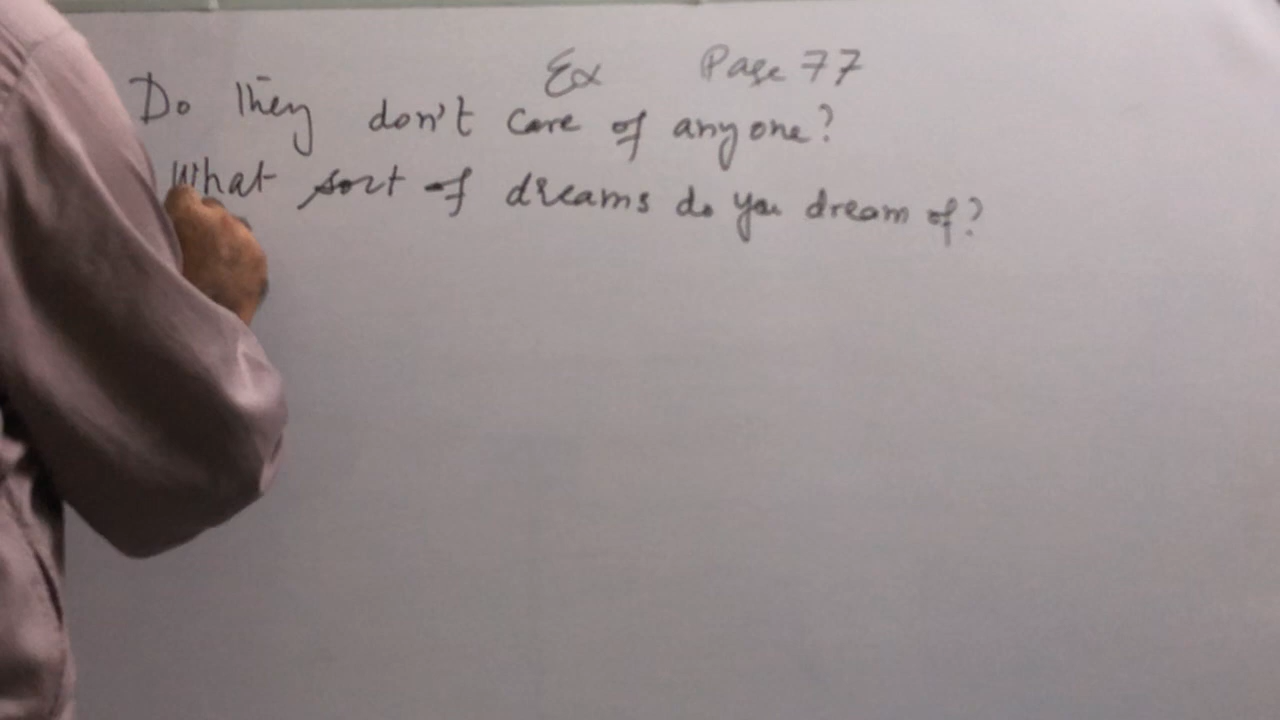 Ex Page 77
Do they don't care of anyone?
What sort of dreams do you dream of?